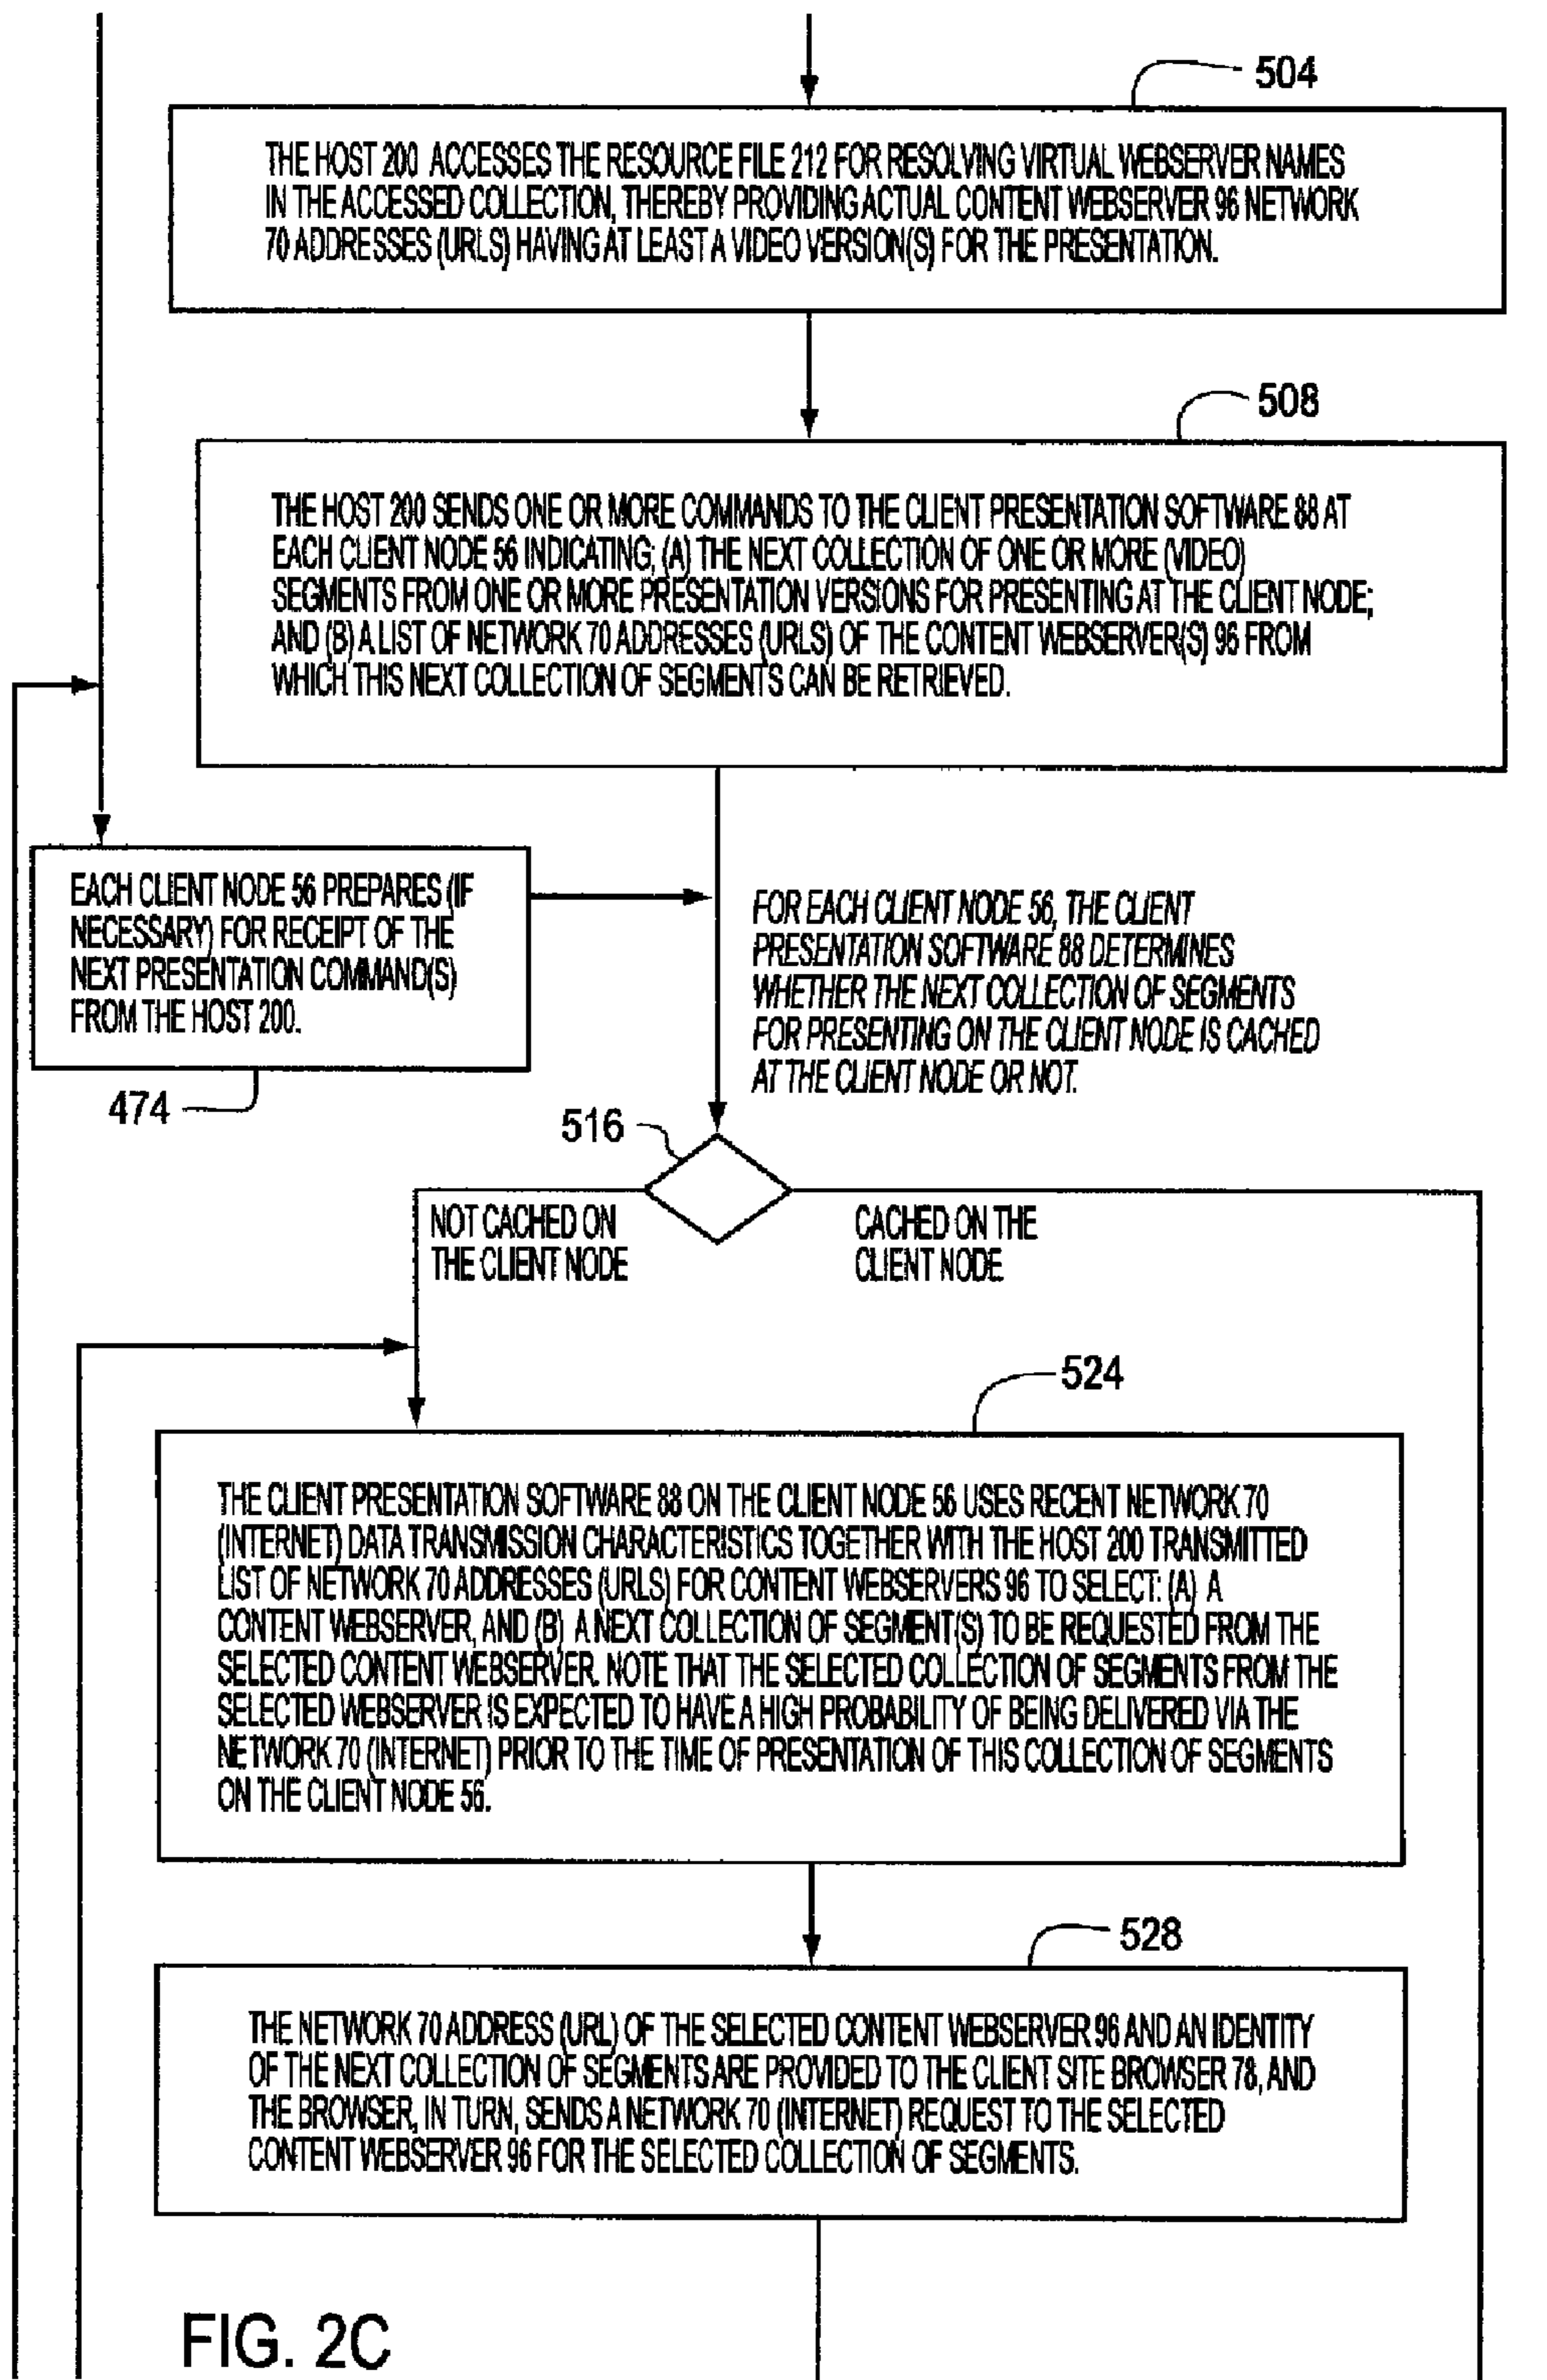 504
THE HOST 200 ACCESSES THE RESOURCE FILE 212 FOR RESOLVING VIRTUAL WEBSERVER NAMES
IN THE ACCESSED COLLECTION, THEREBY PROVIDING ACTUAL CONTENT WEBSERVER 96 NETWORK
70 ADDRESSES (URLS) HAVING AT LEAST A VIDEO VERSION(S) FOR THE PRESENTATION.
508
THE HOST 200 SENDS ONE OR MORE COMMANDS TO THE CLIENT PRESENTATION SOFTWARE 88 AT
EACH CLIENT NODE 56 INDICATING; (A) THE NEXT COLLECTION OF ONE OR MORE (VIDEO)
SEGMENTS FROM ONE OR MORE PRESENTATION VERSIONS FOR PRESENTING AT THE CLIENT NODE;
AND (B) A LIST OF NETWORK 70 ADDRESSES (URLS) OF THE CONTENT WEBSERVER(S) 96 FROM
WHICH THIS NEXT COLLECTION OF SEGMENTS CAN BE RETRIEVED.
EACH CLIENT NODE 56 PREPARES (IF
NECESSARY) FOR RECEIPT OF THE
NEXT PRESENTATION COMMAND(S)
FROM THE HOST 200.
474
FOR EACH CLIENT NODE 56, THE CLIENT
PRESENTATION SOFTWARE 88 DETERMINES
WHETHER THE NEXT COLLECTION OF SEGMENTS
FOR PRESENTING ON THE CLIENT NODE IS CACHED
AT THE CLIENT NODE OR NOT.
516
NOT CACHED ON
THE CLIENT NODE
CACHED ON THE
CLIENT NODE
524
THE CLIENT PRESENTATION SOFTWARE 88 ON THE CLIENT NODE 56 USES RECENT NETWORK 70
(INTERNET) DATA TRANSMISSION CHARACTERISTICS TOGETHER WITH THE HOST 200 TRANSMITTED
LIST OF NETWORK 70 ADDRESSES (URLS) FOR CONTENT WEBSERVERS 96 TO SELECT: (A) A
CONTENT WEBSERVER, AND (B) A NEXT COLLECTION OF SEGMENT(S) TO BE REQUESTED FROM THE
SELECTED CONTENT WEBSERVER. NOTE THAT THE SELECTED COLLECTION OF SEGMENTS FROM THE
SELECTED WEBSERVER IS EXPECTED TO HAVE A HIGH PROBABILITY OF BEING DELIVERED VIA THE
NETWORK 70 (INTERNET) PRIOR TO THE TIME OF PRESENTATION OF THIS COLLECTION OF SEGMENTS
ON THE CLIENT NODE 56.
528
THE NETWORK 70 ADDRESS (URL) OF THE SELECTED CONTENT WEBSERVER 96 AND AN IDENTITY
OF THE NEXT COLLECTION OF SEGMENTS ARE PROVIDED TO THE CLIENT SITE BROWSER 78, AND
THE BROWSER, IN TURN, SENDS A NETWORK 70 (INTERNET) REQUEST TO THE SELECTED
CONTENT WEBSERVER 96 FOR THE SELECTED COLLECTION OF SEGMENTS.
FIG. 2C